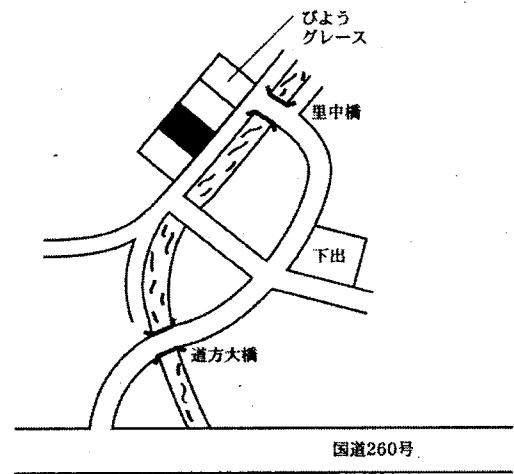 びよう
グレース
里中橋
下出
道方大橋
国道260号